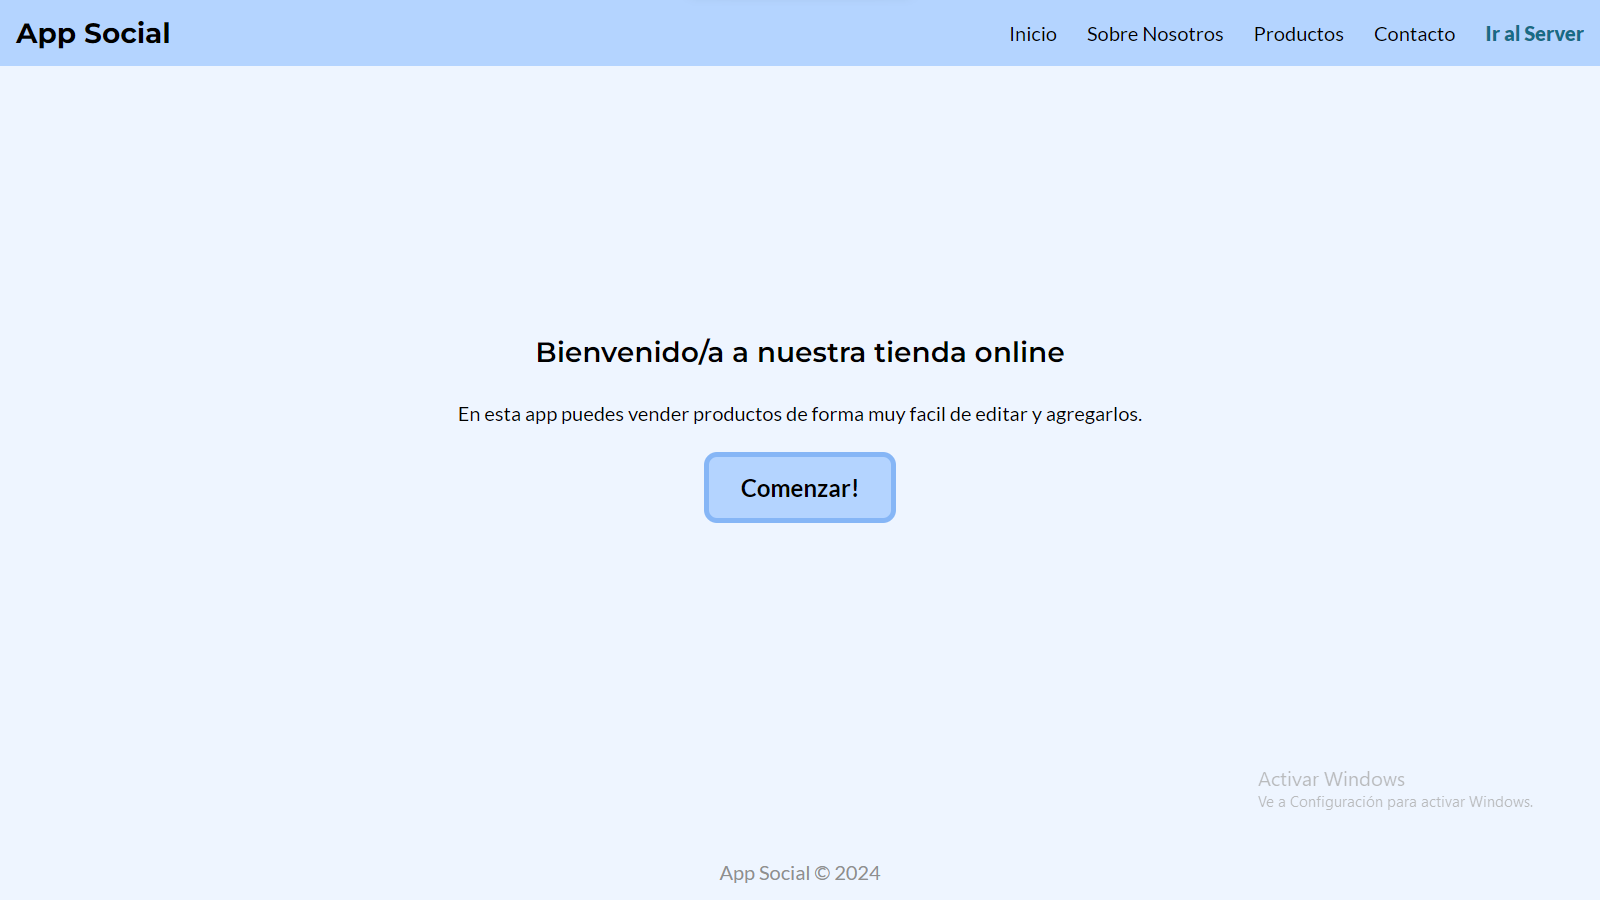 App Social
Inicio Sobre Nosotros Productos Contacto Ir al Server
Bienvenido/a a nuestra tienda online
En esta app puedes vender productos de forma muy facil de editar y agregarlos.
Comenzar!
Activar Windows
Ve a Configuración para activar Windows.
App Social © 2024